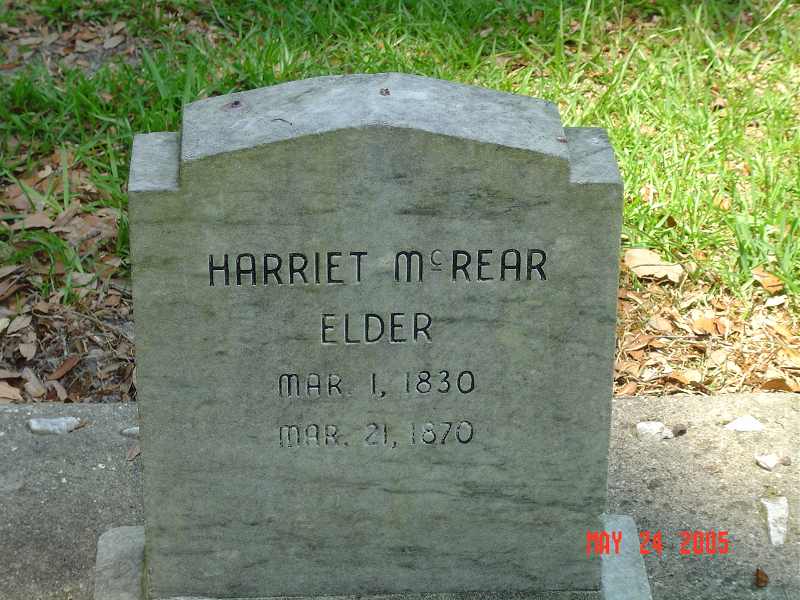 HARRIET McREAR
ELDER
MAR. 1, 1830
MAR. 21, 1870
MAY 24 2005